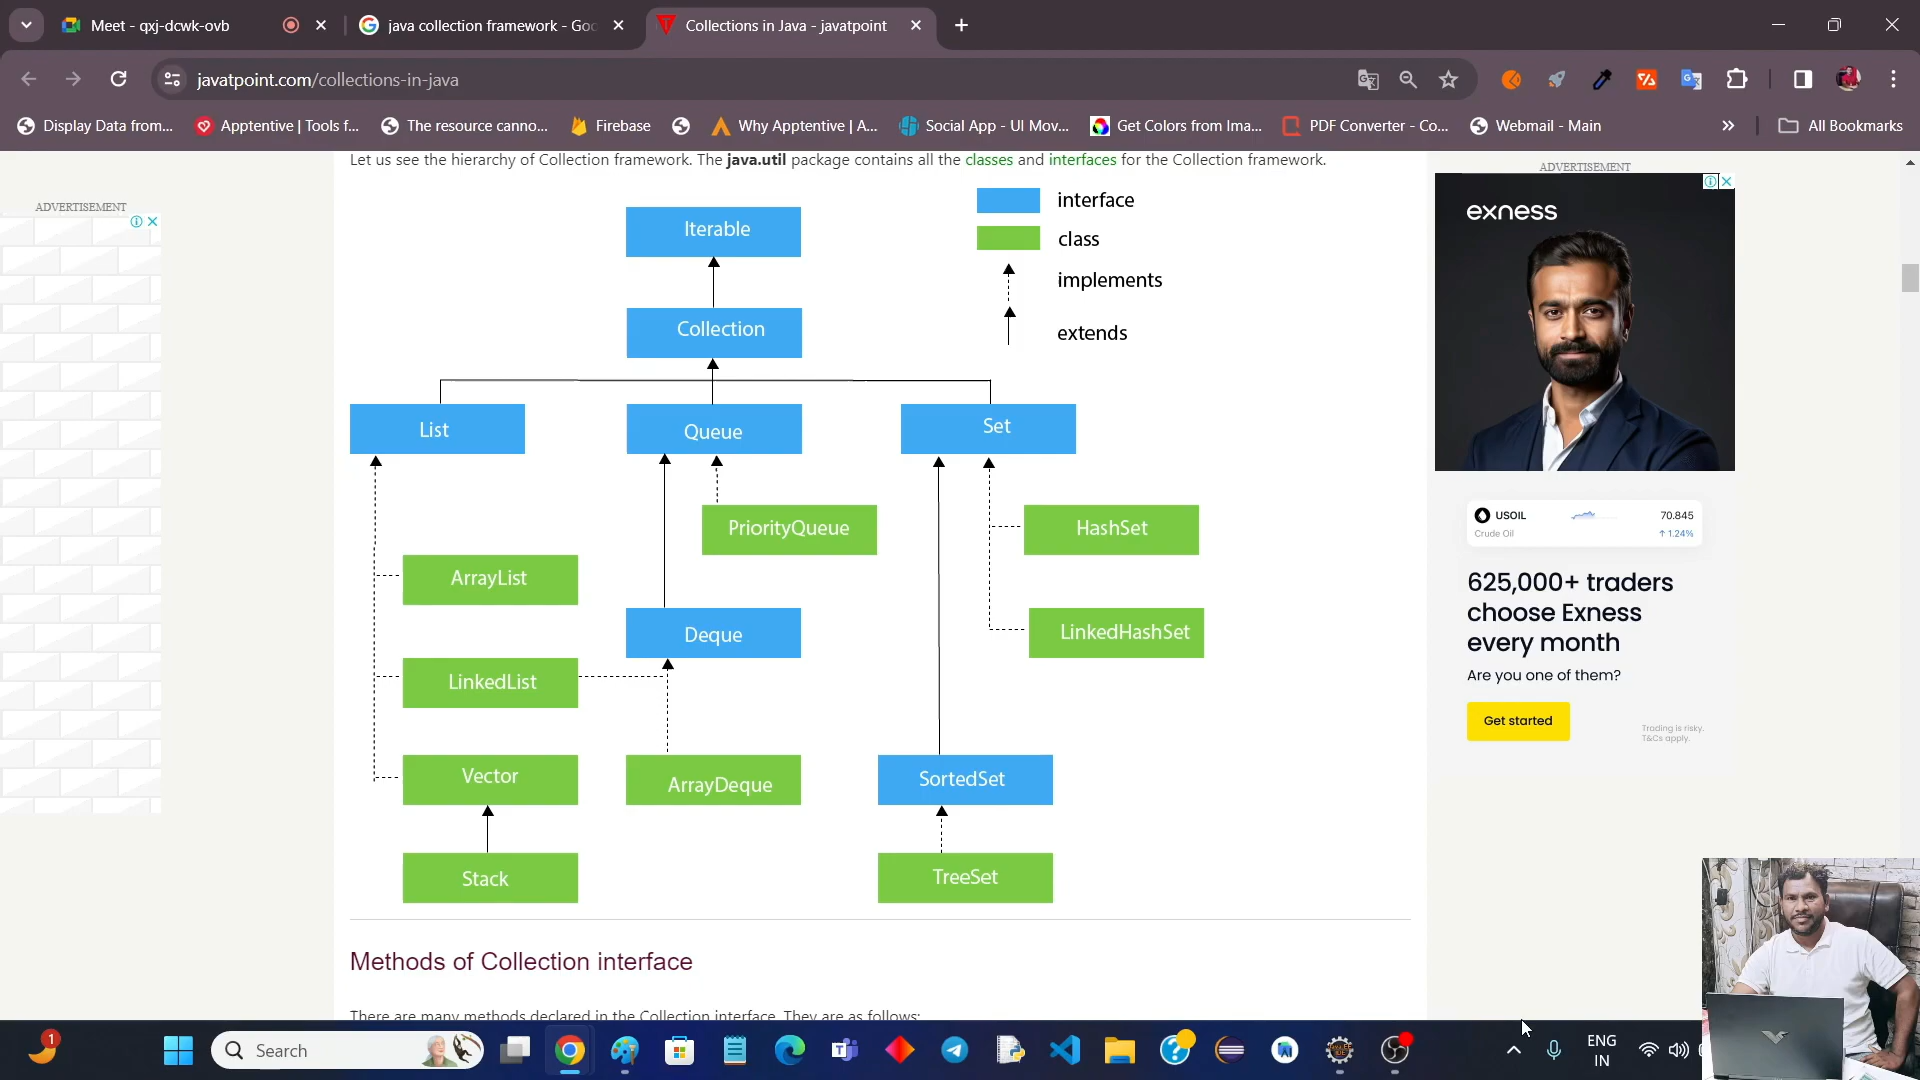 Meet - qxj-dcwk-ovb
java collection framework - Goo
Collections in Java - javatpoint
javatpoint.com/collections-in-java
Display Data from...
Apptentive | Tools f...
The resource canno...
Firebase
Why Apptentive | A...
Social App - UI Mov...
Get Colors from Ima...
PDF Converter - Co...
Webmail - Main
All Bookmarks
Let us see the hierarchy of Collection framework. The java.util package contains all the classes and interfaces for the Collection framework.
ADVERTISEMENT
ADVERTISEMENT
interface
class
implements
extends
Iterable
Collection
List
Queue
Set
PriorityQueue
HashSet
ArrayList
Deque
LinkedHashSet
LinkedList
Vector
ArrayDeque
SortedSet
Stack
TreeSet
exness
USOIL
70.845
Crude Oil
↑ 1.24%
625,000+ traders
choose Exness
every month
Are you one of them?
Get started
Trading is risky.
T&Cs apply.
Methods of Collection interface
There are many methods declared in the Collection interface. They are as follows:
1
Search
ENG
IN